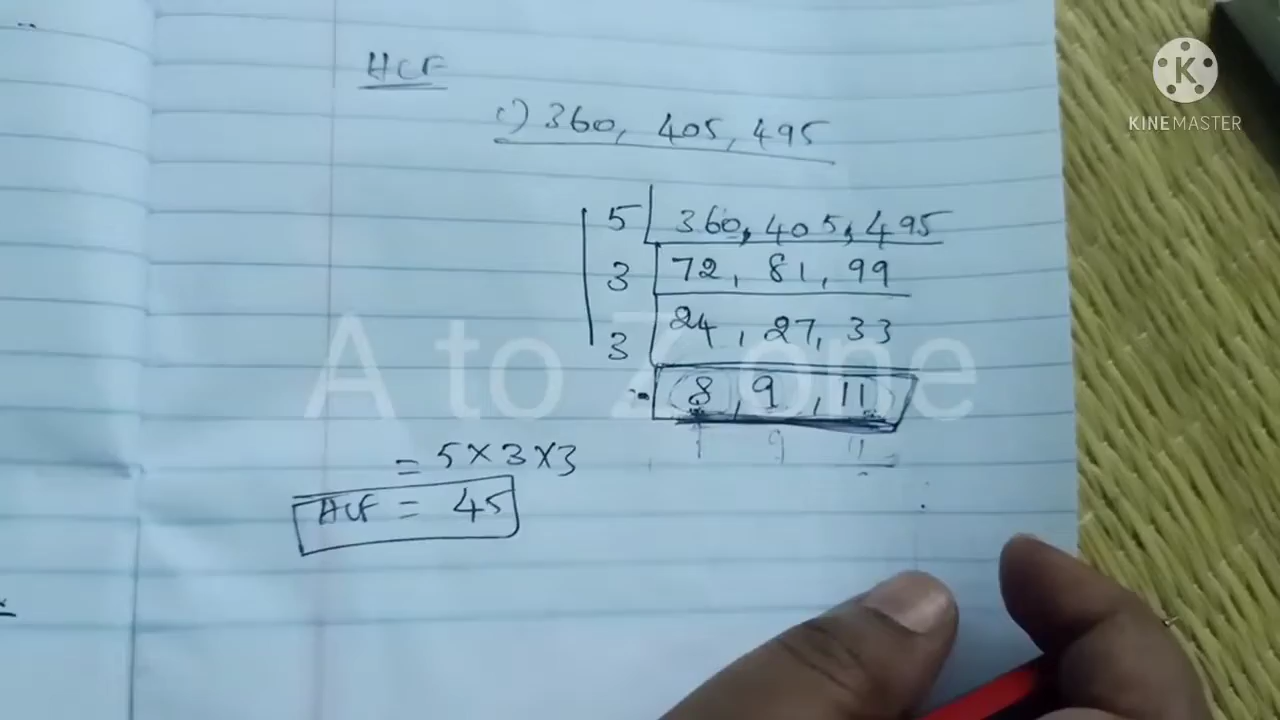 HCF
i) 360, 405, 495
5 360, 405, 495
3 72, 81, 99
3 24, 27, 33
8, 9, 11
= 5 × 3 × 3
HCF = 45
A to Z one
KINEMASTER